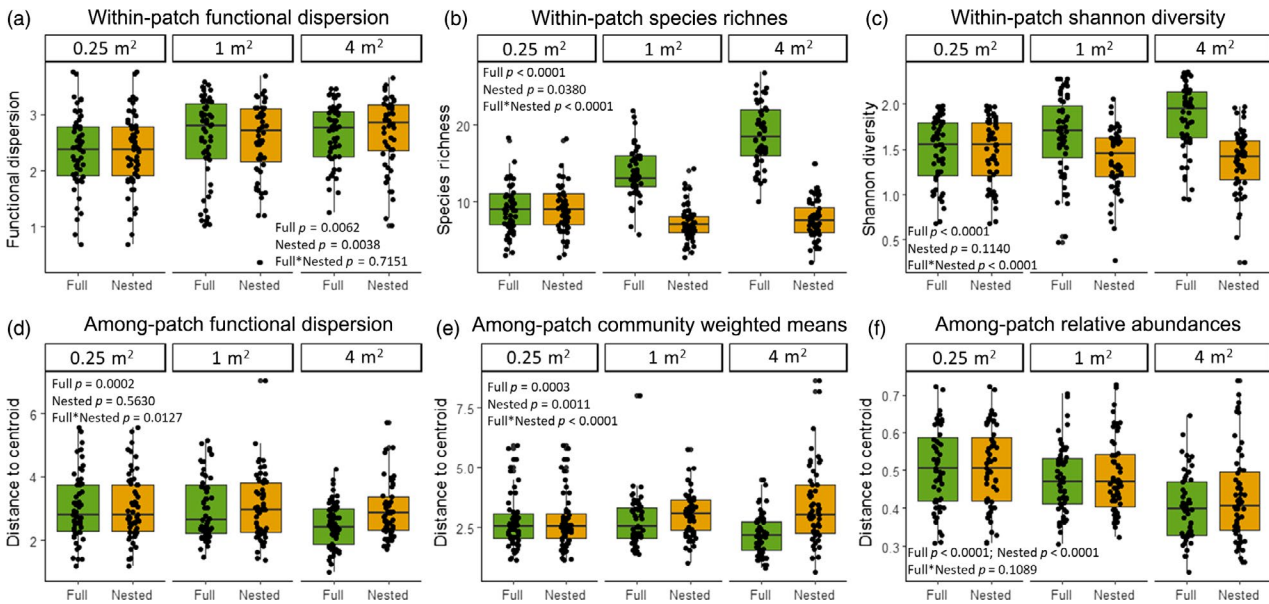 (a) Within-patch functional dispersion
0.25 m² 1 m² 4 m²
Functional dispersion
3
2
1
Full p = 0.0062
Nested p = 0.0038
Full*Nested p = 0.7151
Full Nested Full Nested Full Nested
(b) Within-patch species richnes
0.25 m² 1 m² 4 m²
Species richness
20
10
Full p < 0.0001
Nested p = 0.0380
Full*Nested p < 0.0001
Full Nested Full Nested Full Nested
(c) Within-patch shannon diversity
0.25 m² 1 m² 4 m²
Shannon diversity
2.0
1.5
1.0
0.5
Full p < 0.0001
Nested p = 0.1140
Full*Nested p < 0.0001
Full Nested Full Nested Full Nested
(d) Among-patch functional dispersion
0.25 m² 1 m² 4 m²
Distance to centroid
6
4
2
Full p = 0.0002
Nested p = 0.5630
Full*Nested p = 0.0127
Full Nested Full Nested Full Nested
(e) Among-patch community weighted means
0.25 m² 1 m² 4 m²
Distance to centroid
7.5
5.0
2.5
Full p = 0.0003
Nested p = 0.0011
Full*Nested p < 0.0001
Full Nested Full Nested Full Nested
(f) Among-patch relative abundances
0.25 m² 1 m² 4 m²
Distance to centroid
0.7
0.6
0.5
0.4
0.3
Full p < 0.0001; Nested p < 0.0001
Full*Nested p = 0.1089
Full Nested Full Nested Full Nested